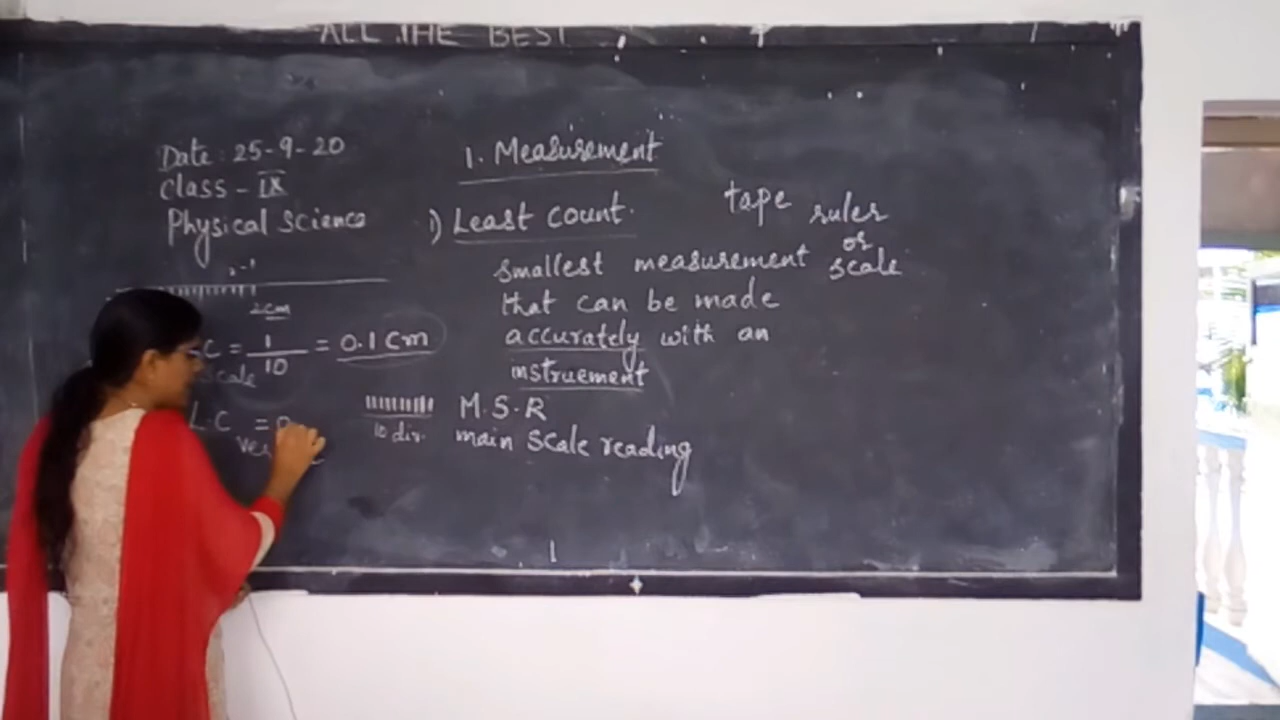 ALL THE BEST
Date: 25-9-20
Class - IX
Physical Science
2cm
C = 1/10 = 0.1 cm
Scale
L.C =
10 div.
1. Measurement
i) Least count.
tape ruler
or
scale
smallest measurement
that can be made
accurately with an
instruement
M.S.R
main scale reading